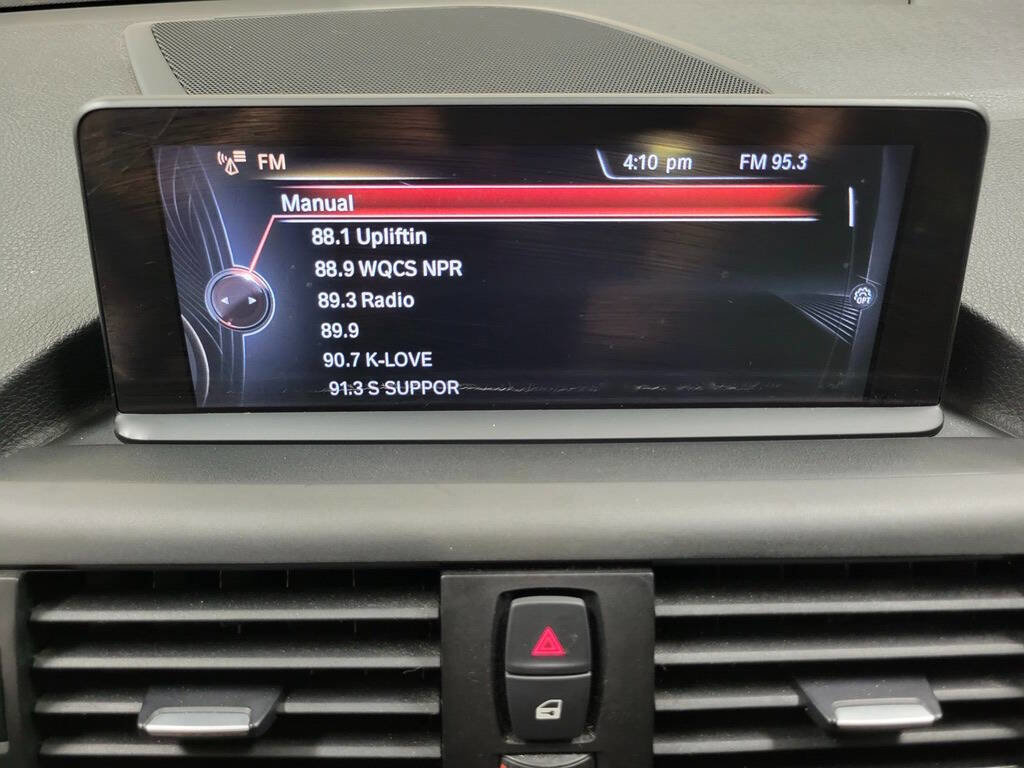 FM 4:10 pm FM 95.3
Manual
88.1 Upliftin
88.9 WQCS NPR
89.3 Radio
OPT
89.9
90.7 K-LOVE
91.3 S SUPPOR